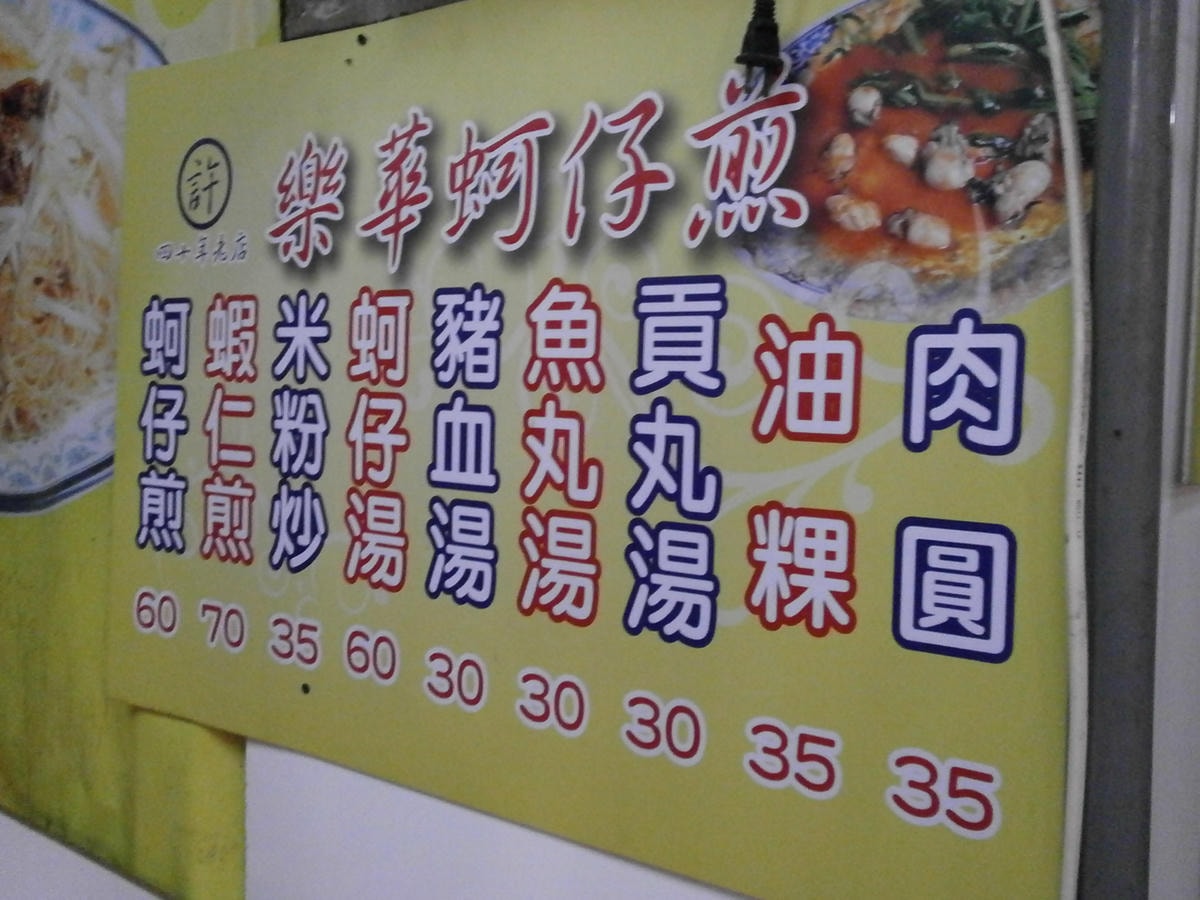 許
四十年老店
樂華蚵仔煎
蚵仔煎 60
蝦仁煎 70
米粉炒 35
蚵仔湯 60
豬血湯 30
魚丸湯 30
貢丸湯 30
油粿 35
肉圓 35